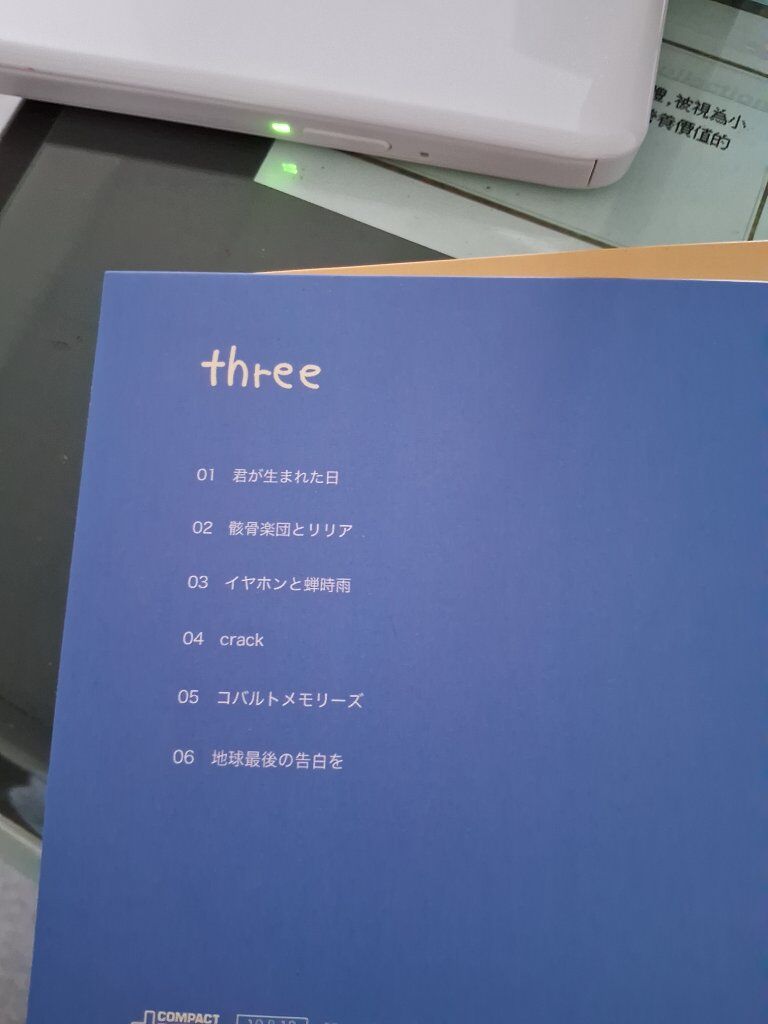 被視為小
養價值的
three
01 君が生まれた日
02 骸骨楽団とリリア
03 イヤホンと蝉時雨
04 crack
05 コバルトメモリーズ
06 地球最後の告白を
COMPACT